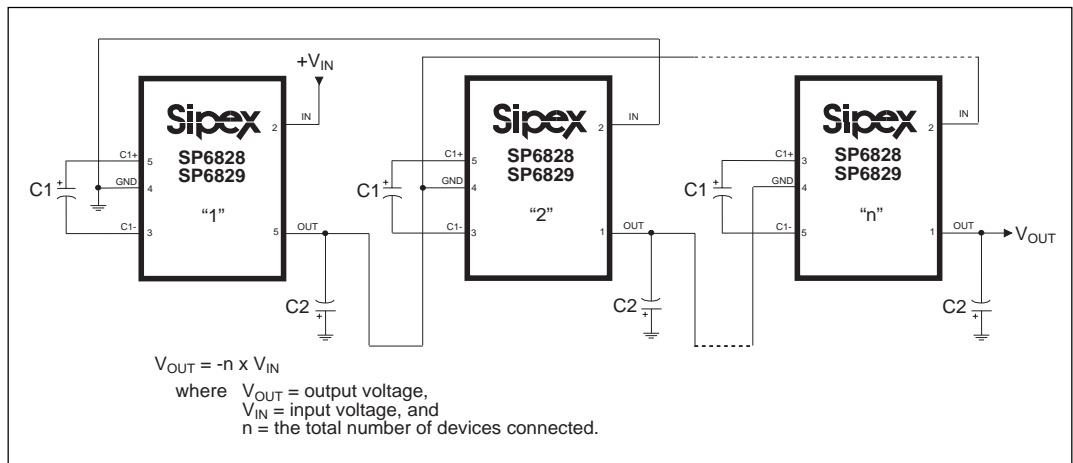 +VIN
Sipex
SP6828
SP6829
"1"
IN
2
C1+
5
GND
4
C1-
3
OUT
5
C1
+
C2
+
Sipex
SP6828
SP6829
"2"
IN
2
C1+
5
GND
4
C1-
3
OUT
1
C1
+
C2
+
Sipex
SP6828
SP6829
"n"
IN
2
C1+
3
GND
4
C1-
5
OUT
1
C1
+
C2
+
VOUT
VOUT = -n x VIN
where VOUT = output voltage,
VIN = input voltage, and
n = the total number of devices connected.